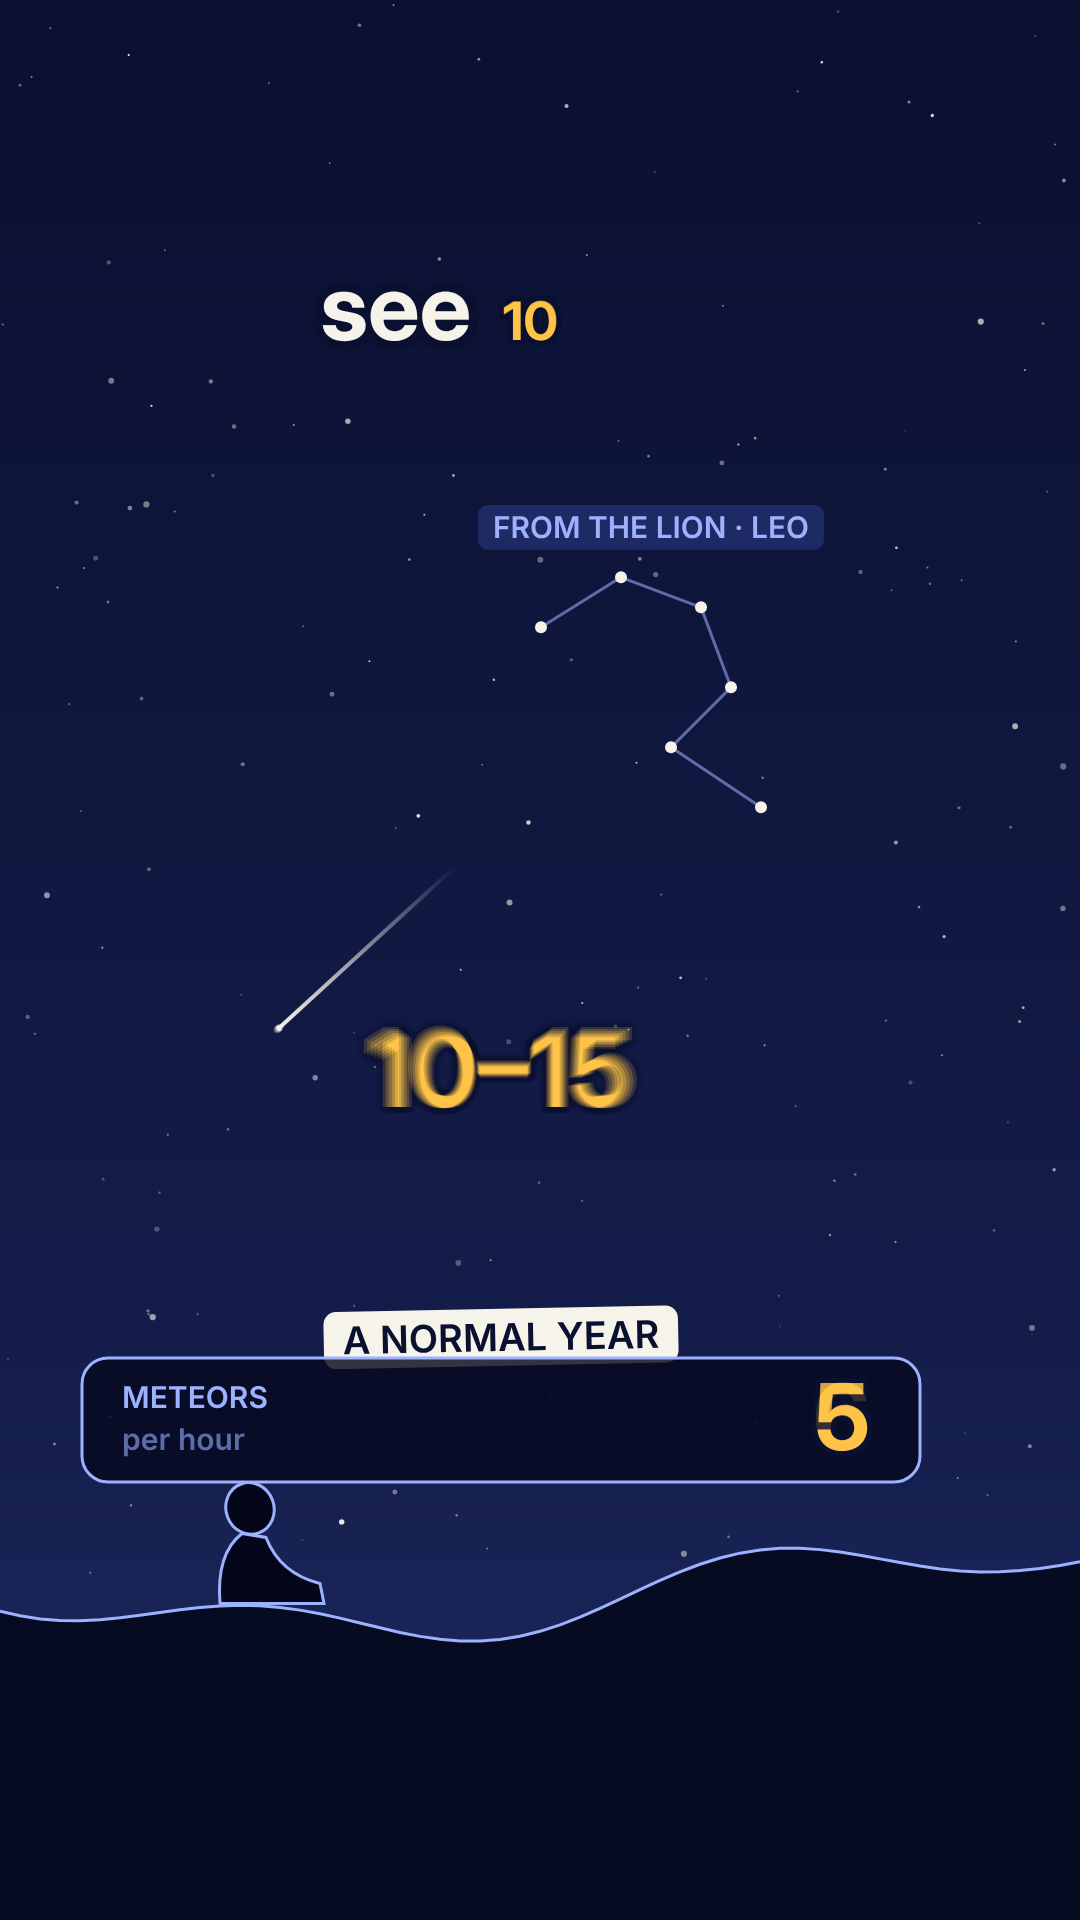 see 10
FROM THE LION · LEO
10–15
A NORMAL YEAR
METEORS
per hour
5